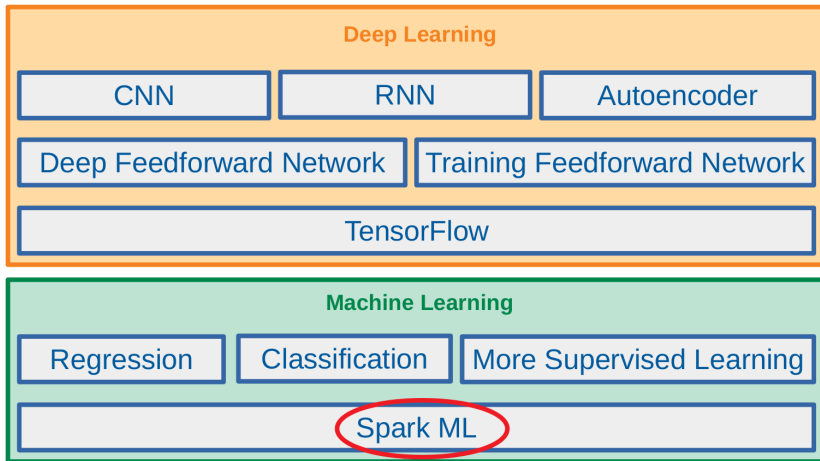 Deep Learning
CNN
RNN
Autoencoder
Deep Feedforward Network
Training Feedforward Network
TensorFlow
Machine Learning
Regression
Classification
More Supervised Learning
Spark ML